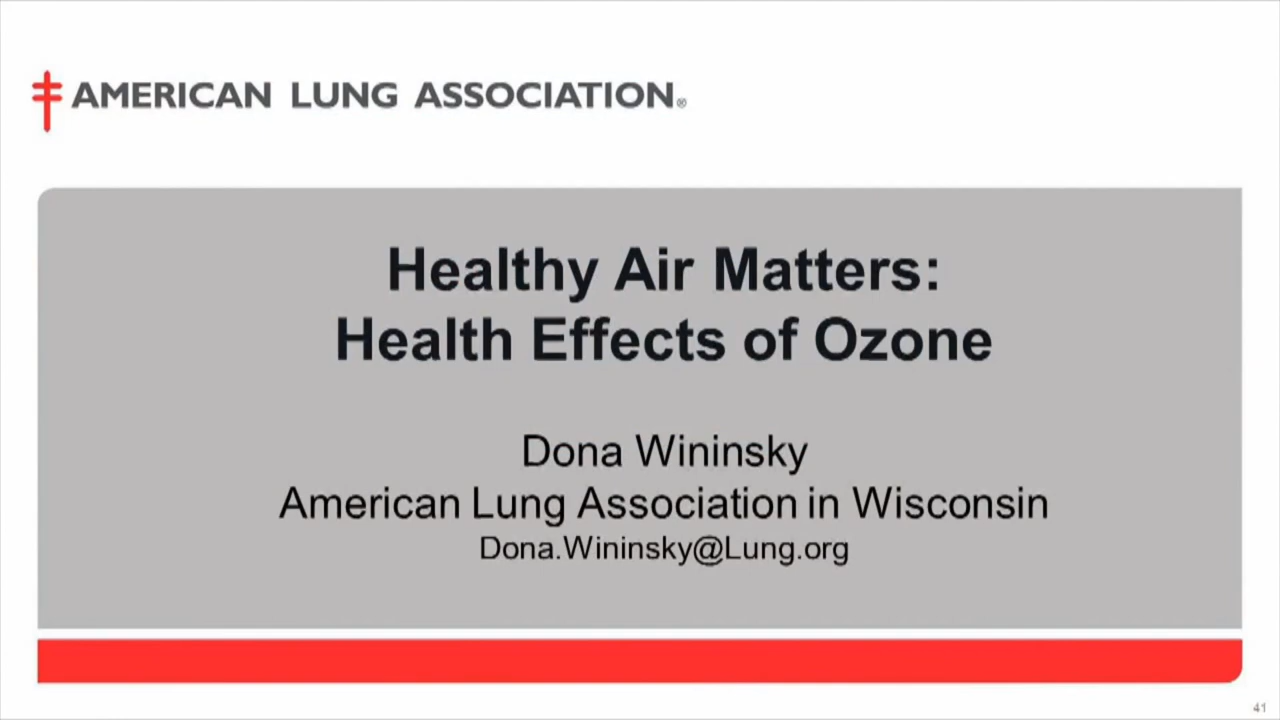 AMERICAN LUNG ASSOCIATION®
Healthy Air Matters:
Health Effects of Ozone
Dona Wininsky
American Lung Association in Wisconsin
Dona.Wininsky@Lung.org
41